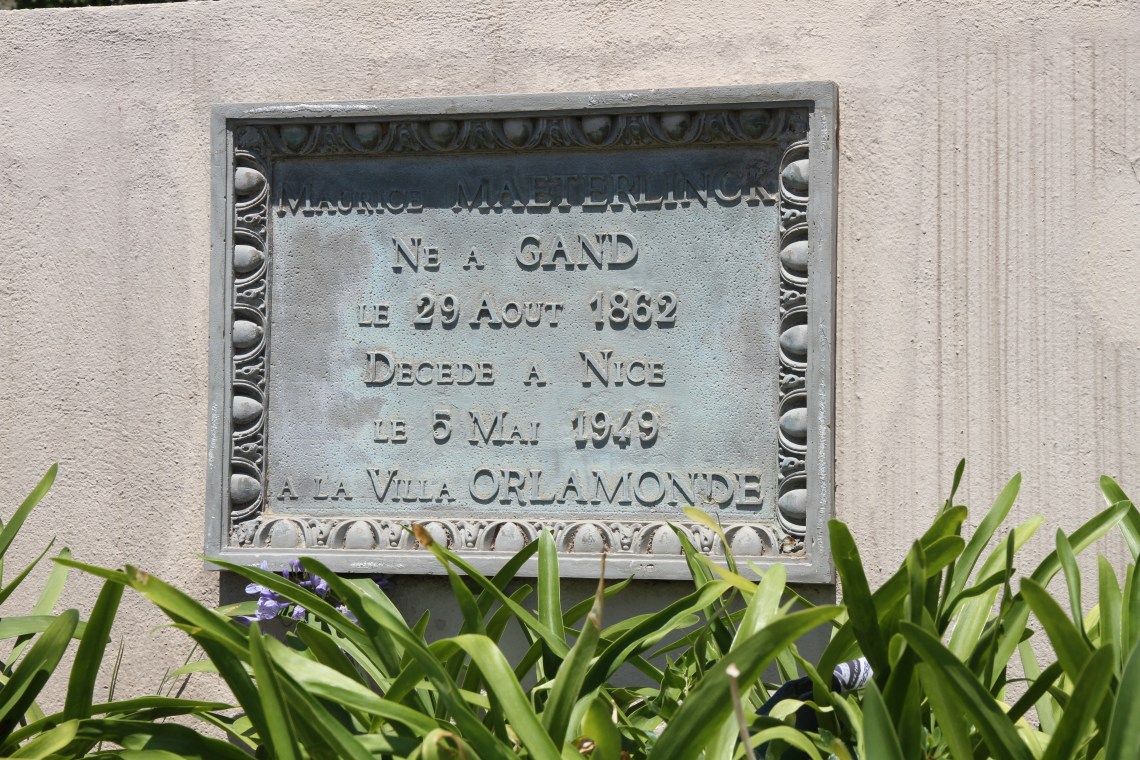 Maurice MAETERLINCK
Ne a GAND
le 29 Aout 1862
Decede a Nice
le 5 Mai 1949
a la Villa ORLAMONDE